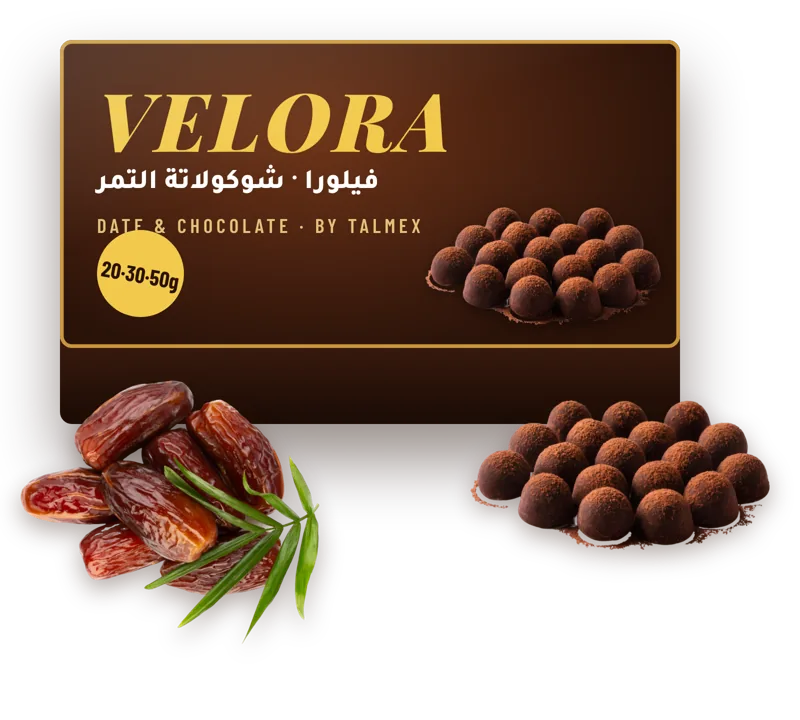 VELORA
فيلورا · شوكولاتة التمر
DATE & CHOCOLATE · BY TALMEX
20·30·50g